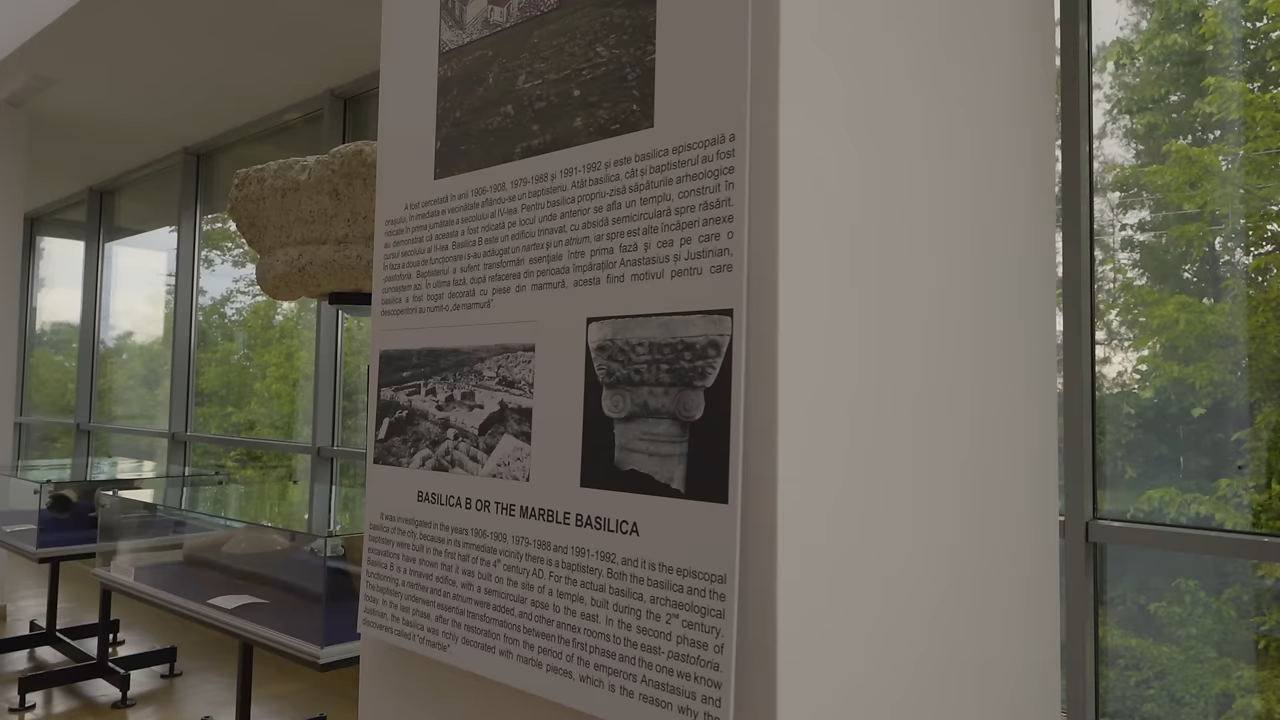 A fost cercetată în anii 1906-1908, 1979-1988 și 1991-1992 și este basilica episcopală a
orașului, în imediata ei vecinătate aflându-se un baptisteriu. Atât basilica, cât și baptisterul au fost
ridicate în prima jumătate a secolului al IV-lea. Pentru basilica propriu-zisă săpăturile arheologice
au demonstrat că aceasta a fost ridicată pe locul unde anterior se afla un templu, construit în
cursul secolului al II-lea. Basilica B este un edificiu trinavat, cu absidă semicirculară spre răsărit.
În faza a doua de funcționare i s-au adăugat un nartex și un atrium, iar spre est alte încăperi anexe
-pastoforia. Baptisteriul a suferit transformări esențiale între prima fază și cea pe care o
cunoaștem azi. În ultima fază, după refacerea din perioada împăraților Anastasius și Justinian,
basilica a fost bogat decorată cu piese din marmură, acesta fiind motivul pentru care
descoperitorii au numit-o „de marmură”.
BASILICA B OR THE MARBLE BASILICA
It was investigated in the years 1906-1909, 1979-1988 and 1991-1992, and it is the episcopal
basilica of the city, because in its immediate vicinity there is a baptistery. Both the basilica and the
baptistery were built in the first half of the 4th century AD. For the actual basilica, archaeological
excavations have shown that it was built on the site of a temple, built during the 2nd century.
Basilica B is a trinaved edifice, with a semicircular apse to the east. In the second phase of
functionning, a narthex and an atrium were added, and other annex rooms to the east- pastoforia.
The baptistery underwent essential transformations between the first phase and the one we know
today. In the last phase, after the restoration from the period of the emperors Anastasius and
Justinian, the basilica was richly decorated with marble pieces, which is the reason why the
discoverers called it "of marble".